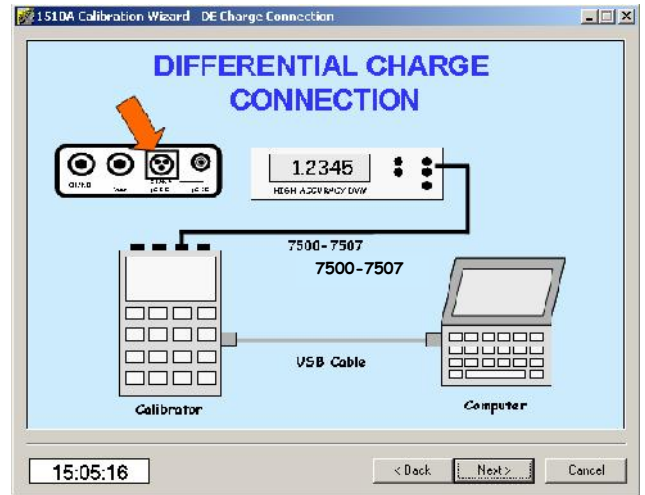 1510A Calibration Wizard DE Charge Connection
DIFFERENTIAL CHARGE
CONNECTION
1.2345
HIGH ACCURACY DVM
7500-7507
7500-7507
USB Cable
Calibrator
Computer
15:05:16
< Back
Next >
Cancel